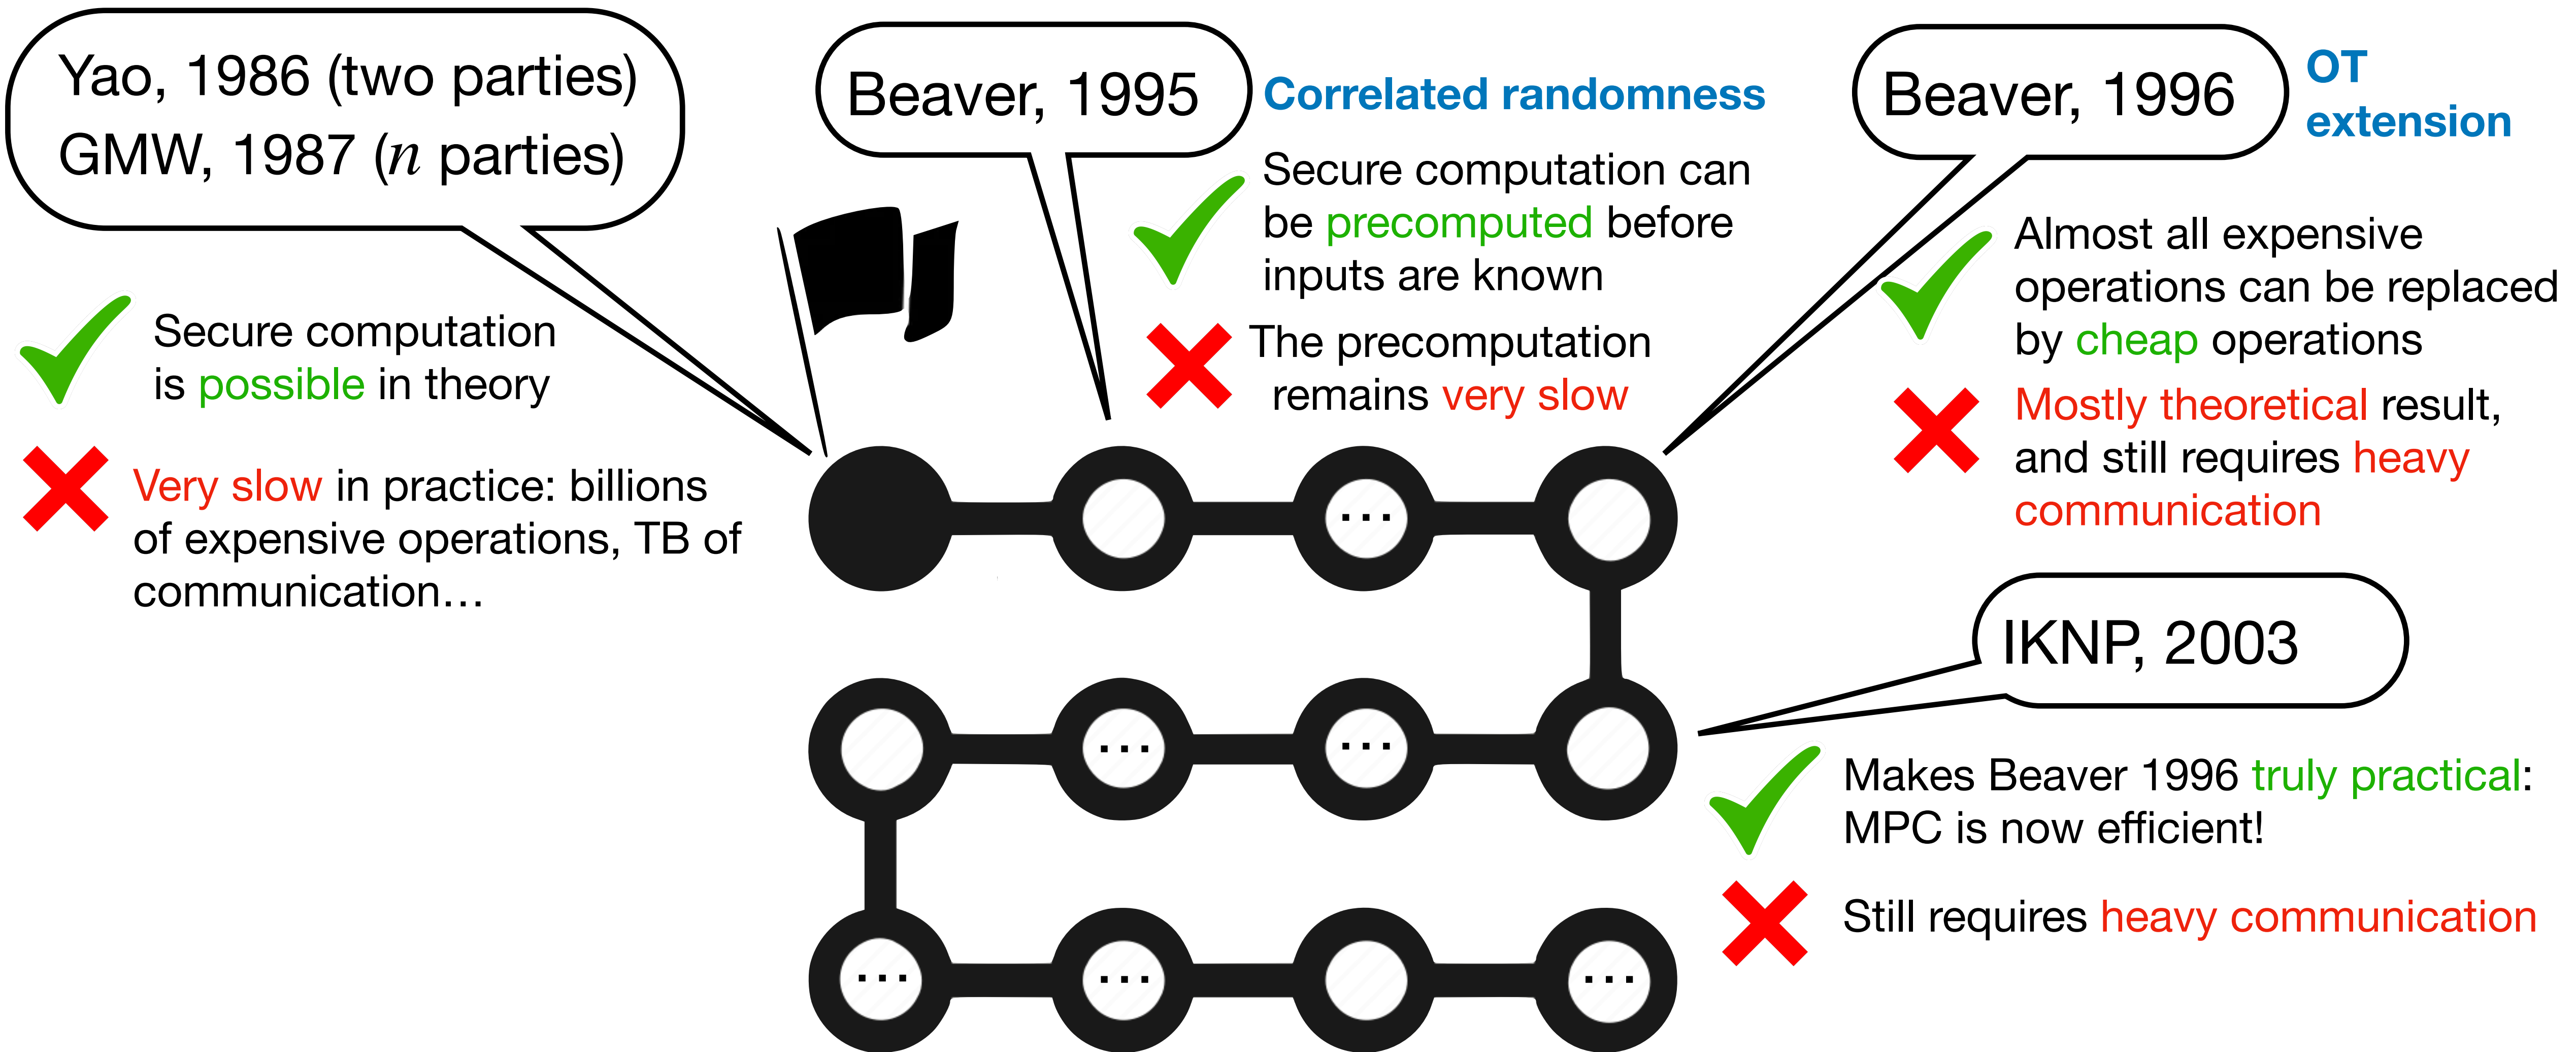 Yao, 1986 (two parties)
GMW, 1987 (n parties)
Secure computation
is possible in theory
Very slow in practice: billions
of expensive operations, TB of
communication…
Beaver, 1995
Correlated randomness
Secure computation can
be precomputed before
inputs are known
The precomputation
remains very slow
Beaver, 1996
OT
extension
Almost all expensive
operations can be replaced
by cheap operations
Mostly theoretical result,
and still requires heavy
communication
IKNP, 2003
Makes Beaver 1996 truly practical:
MPC is now efficient!
Still requires heavy communication
...
... ...
... ... ...